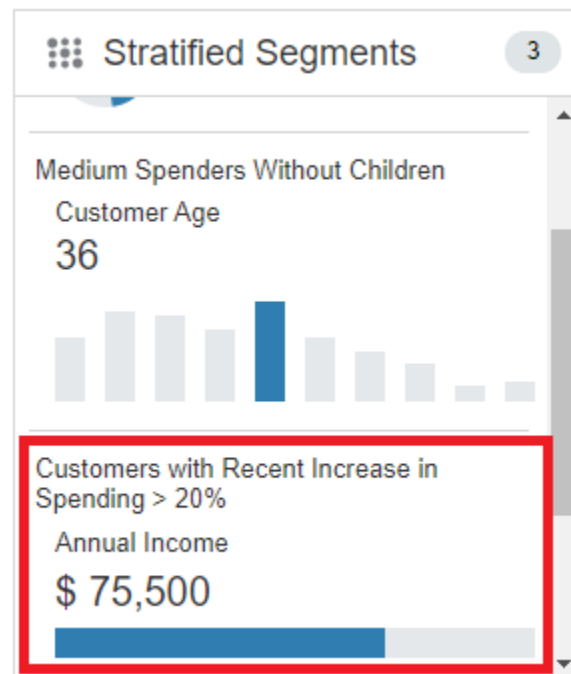 Stratified Segments 3
Medium Spenders Without Children
Customer Age
36
Customers with Recent Increase in
Spending > 20%
Annual Income
$ 75,500